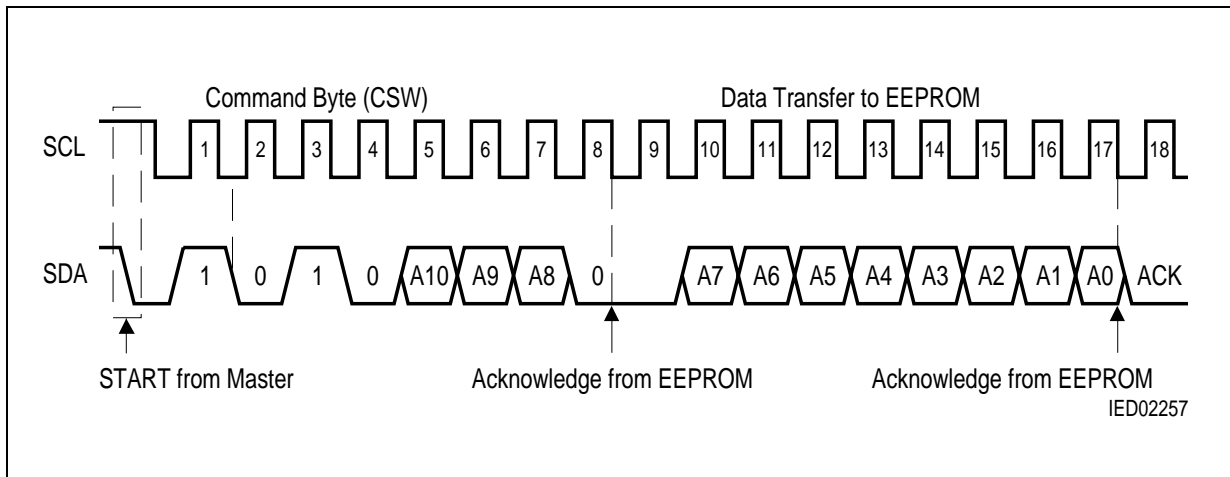 Command Byte (CSW) Data Transfer to EEPROM
SCL 1 2 3 4 5 6 7 8 9 10 11 12 13 14 15 16 17 18
SDA 1 0 1 0 A10 A9 A8 0 A7 A6 A5 A4 A3 A2 A1 A0 ACK
START from Master Acknowledge from EEPROM Acknowledge from EEPROM
IED02257